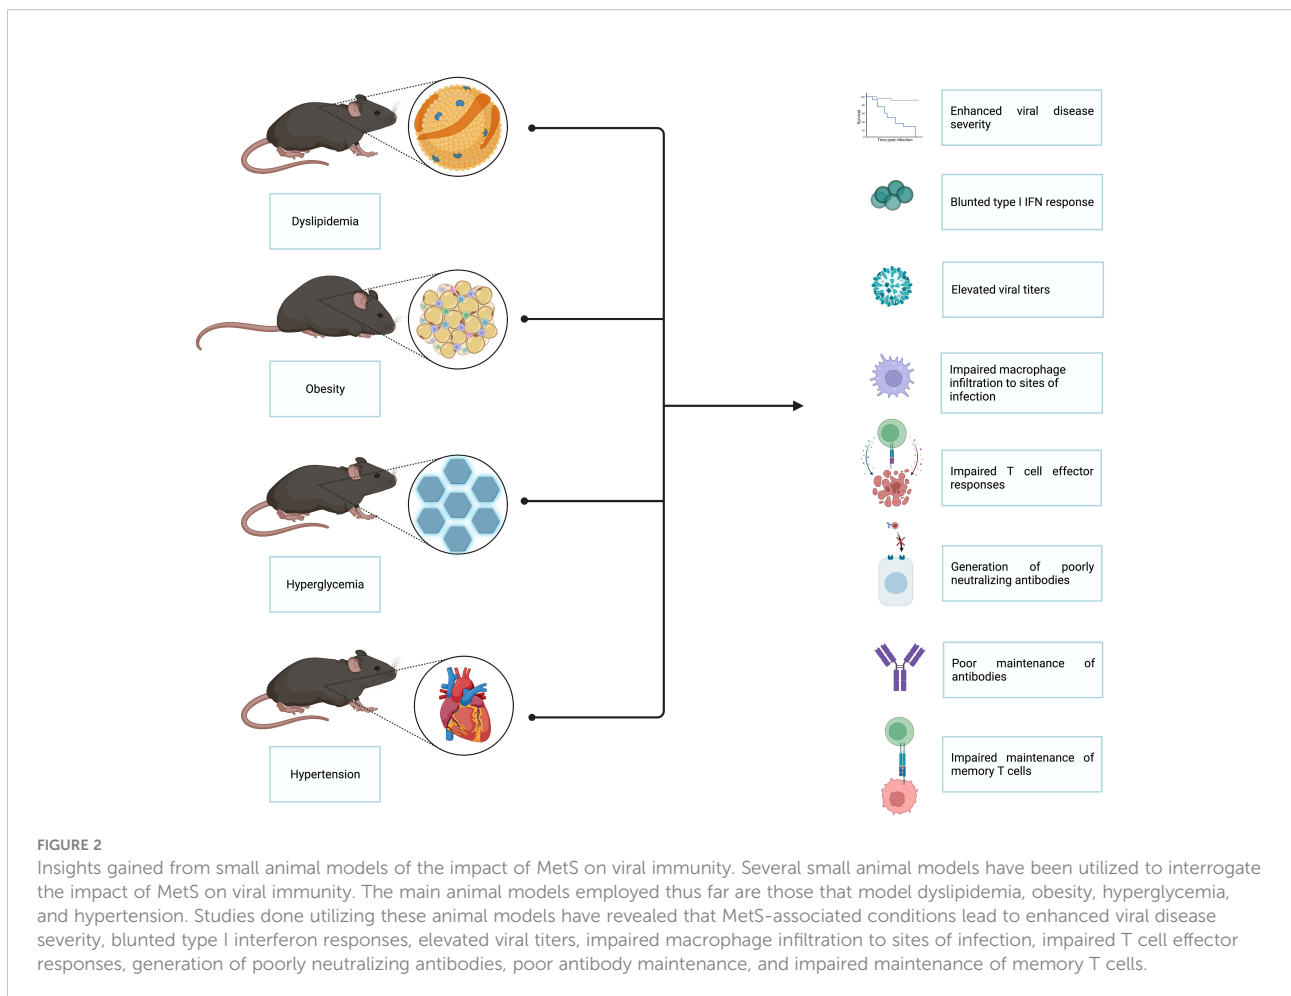 Dyslipidemia
Obesity
Hyperglycemia
Hypertension
Survival
100
Time post infection
Enhanced viral disease
severity
Blunted type I IFN response
Elevated viral titers
Impaired macrophage
infiltration to sites of
infection
Impaired T cell effector
responses
Generation of poorly
neutralizing antibodies
Poor maintenance of
antibodies
Impaired maintenance of
memory T cells
FIGURE 2
Insights gained from small animal models of the impact of MetS on viral immunity. Several small animal models have been utilized to interrogate
the impact of MetS on viral immunity. The main animal models employed thus far are those that model dyslipidemia, obesity, hyperglycemia,
and hypertension. Studies done utilizing these animal models have revealed that MetS-associated conditions lead to enhanced viral disease
severity, blunted type I interferon responses, elevated viral titers, impaired macrophage infiltration to sites of infection, impaired T cell effector
responses, generation of poorly neutralizing antibodies, poor antibody maintenance, and impaired maintenance of memory T cells.